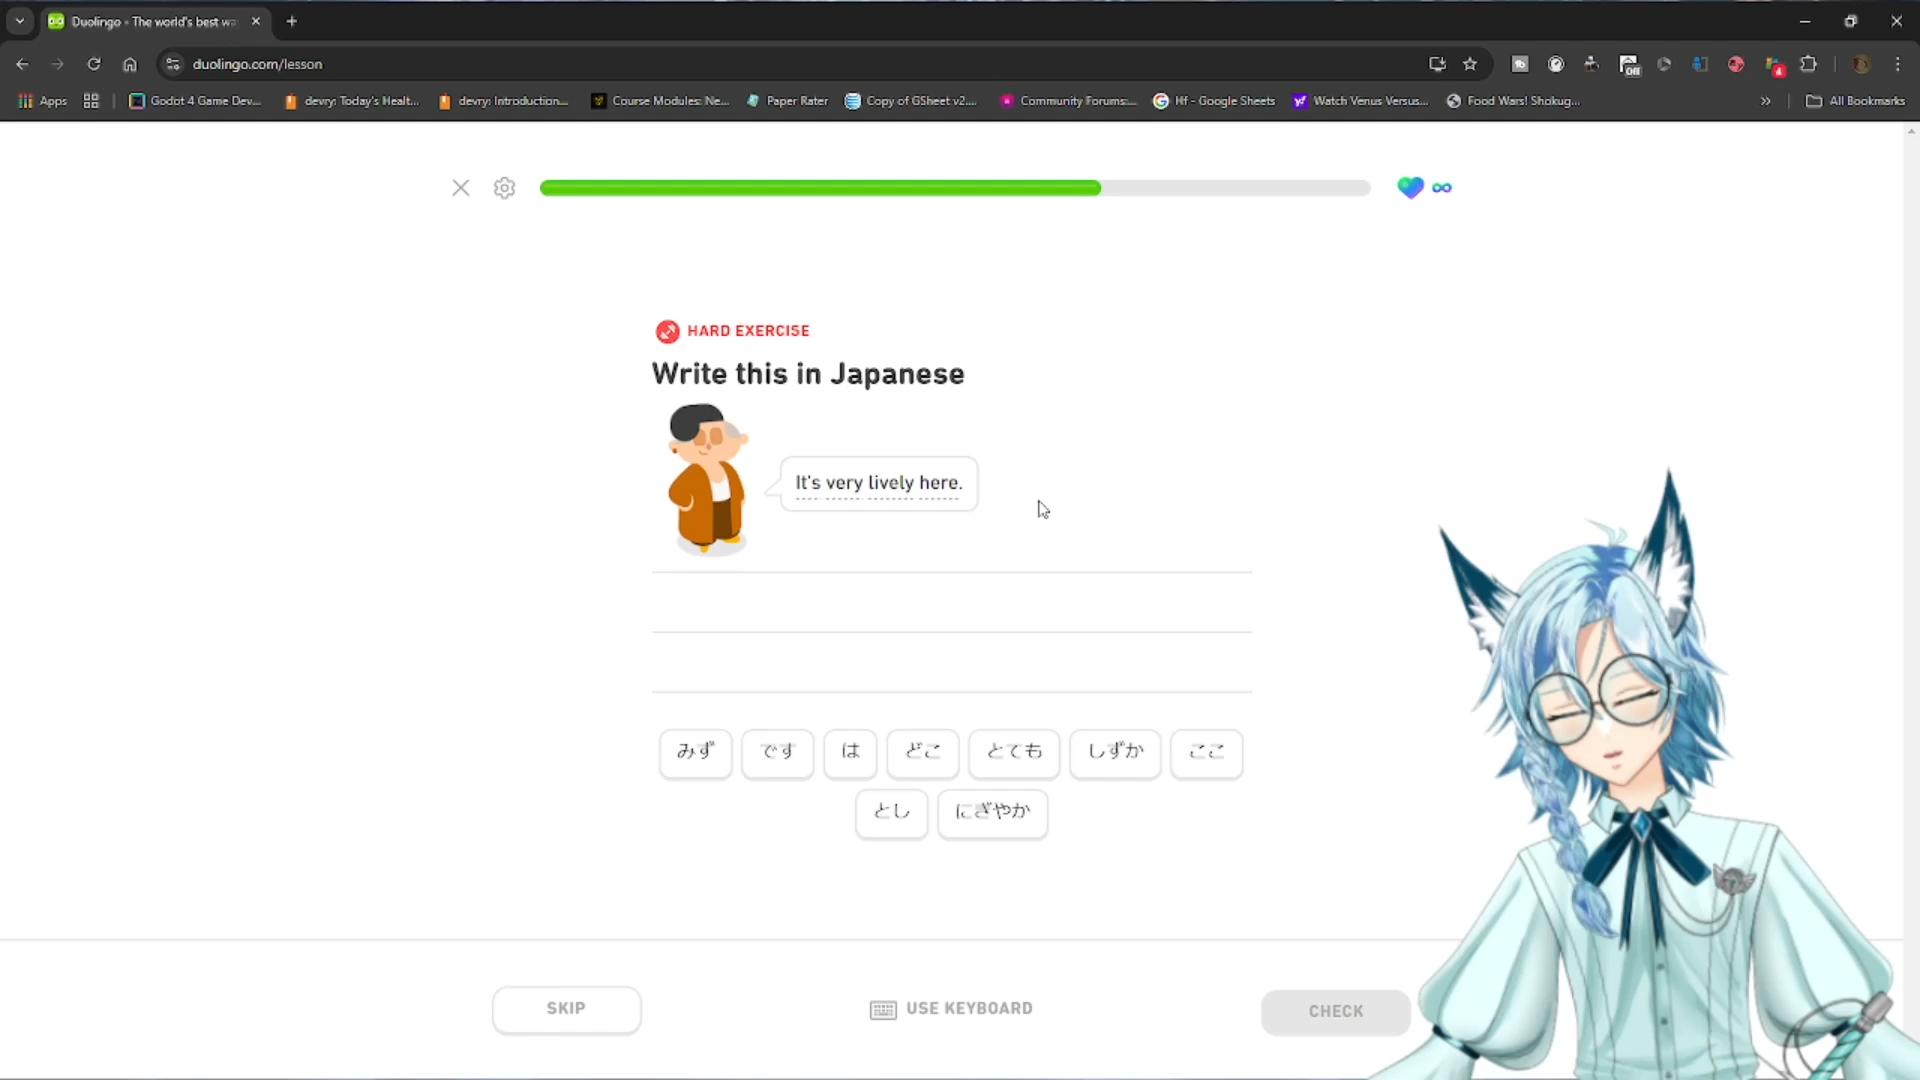 Duolingo - The world's best wa
duolingo.com/lesson
Apps
Godot 4 Game Dev...
devry: Today's Healt...
devry: Introduction...
Course Modules: Ne...
Paper Rater
Copy of GSheet v2....
Community Forums:...
Hf - Google Sheets
Watch Venus Versus...
Food Wars! Shokug...
All Bookmarks
HARD EXERCISE
Write this in Japanese
It's very lively here.
みず です は どこ とても しずか ここ
とし にぎやか
SKIP
USE KEYBOARD
CHECK